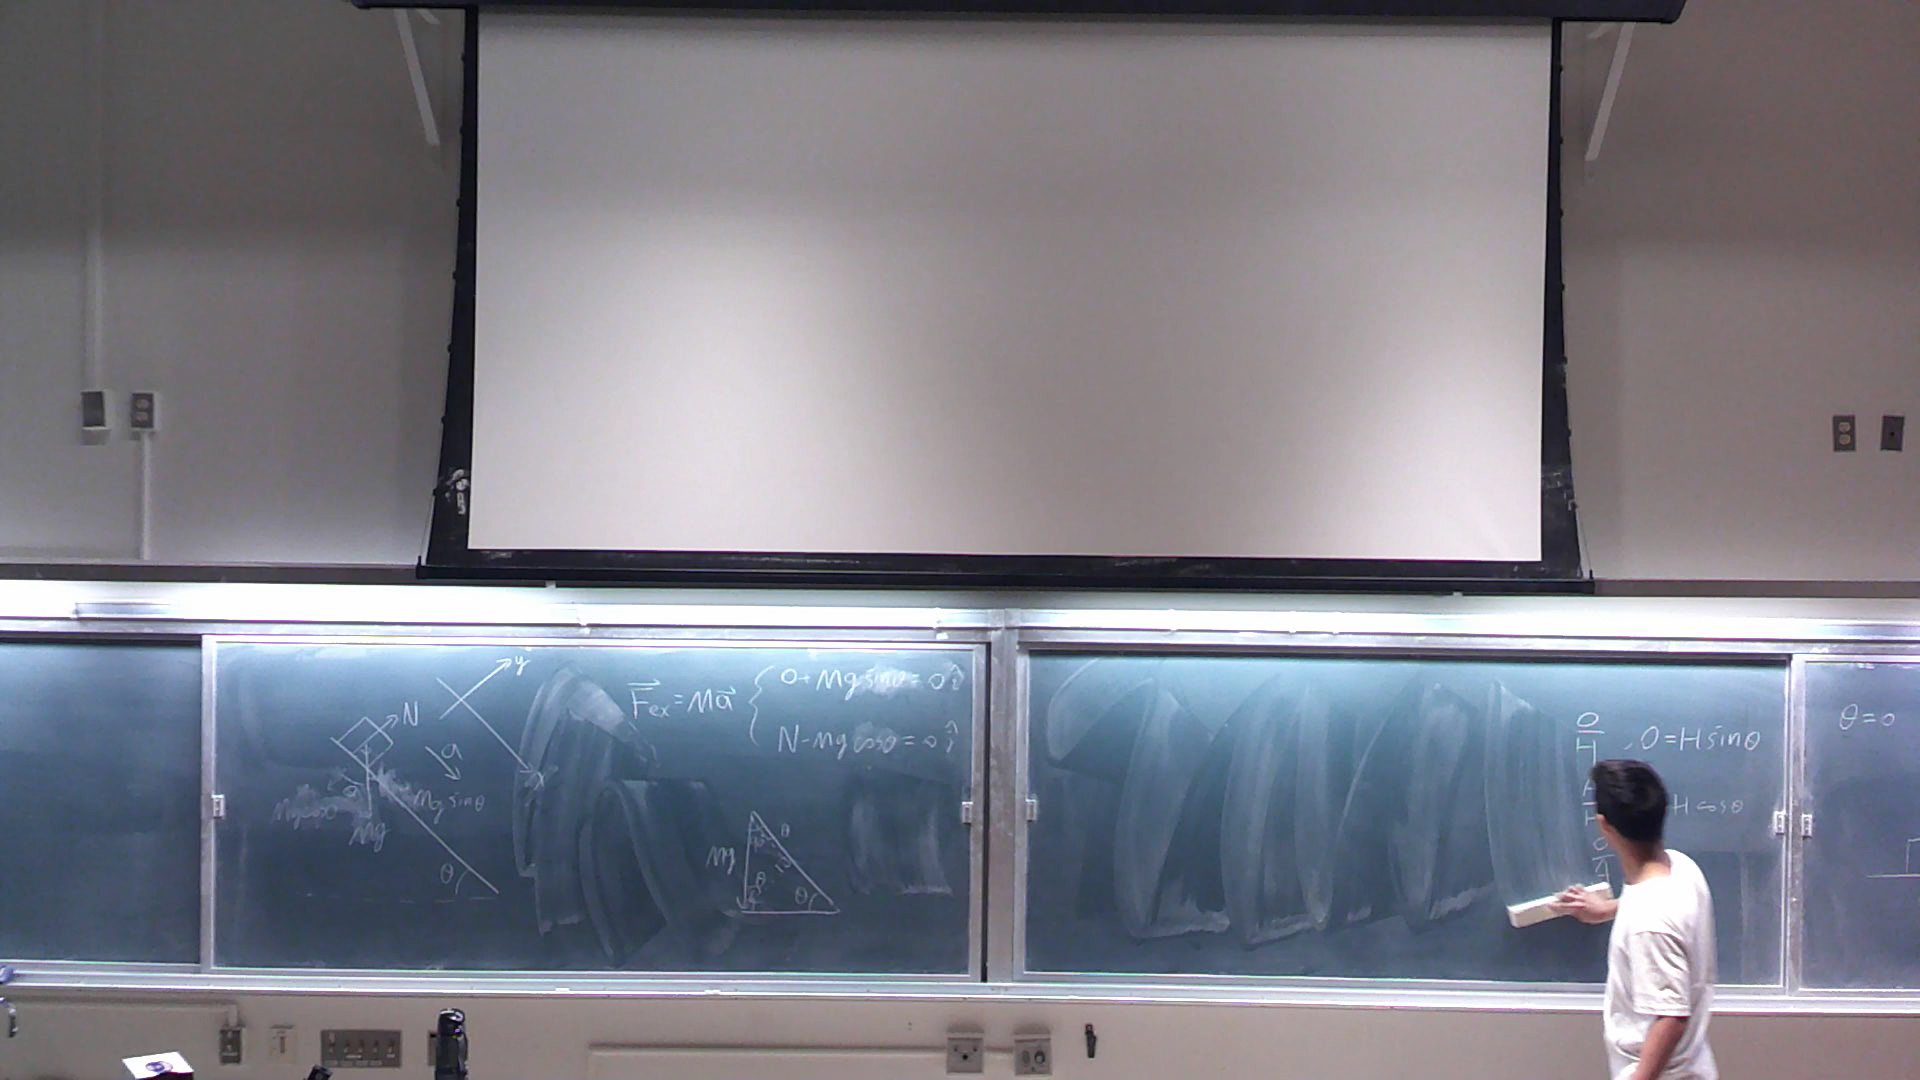 y
N
a
x
Mg cosθ
Mg sinθ
Mg
θ
F⃗ex = Ma⃗
0 + Mg sinθ = 0 î
N - Mg cosθ = 0 ĵ
θ
Mg
θ
θ
O/H , O = H sinθ
H cosθ
θ = 0